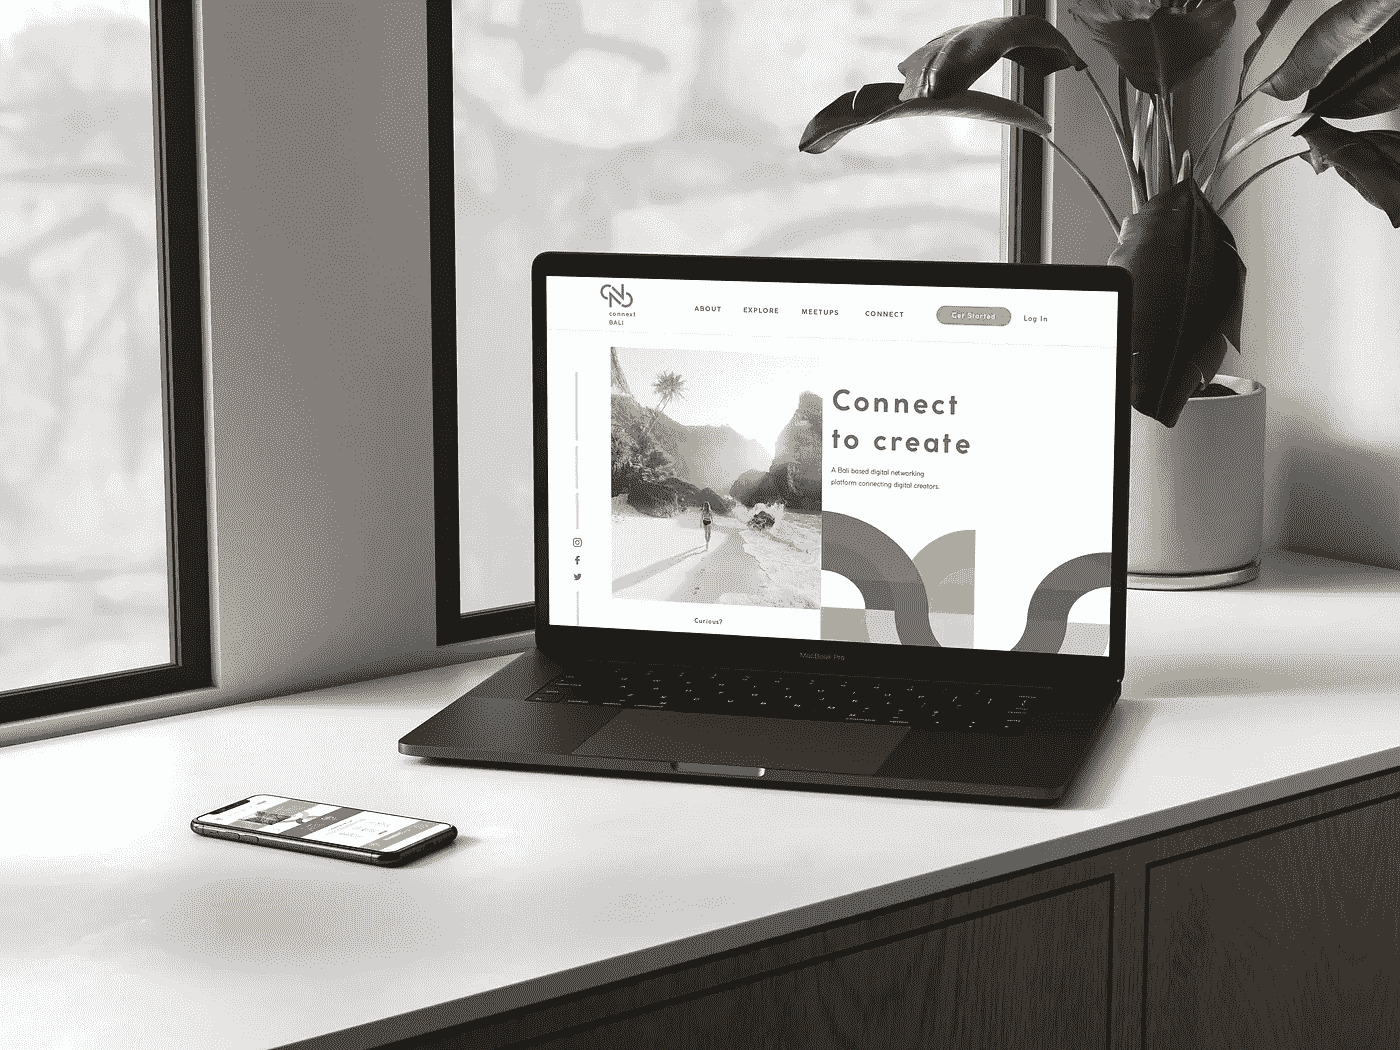 connext
BALI
ABOUT
EXPLORE
MEETUPS
CONNECT
Get Started
Log In
Connect
to create
A Bali based digital networking
platform connecting digital creators.
Curious?
MacBook Pro